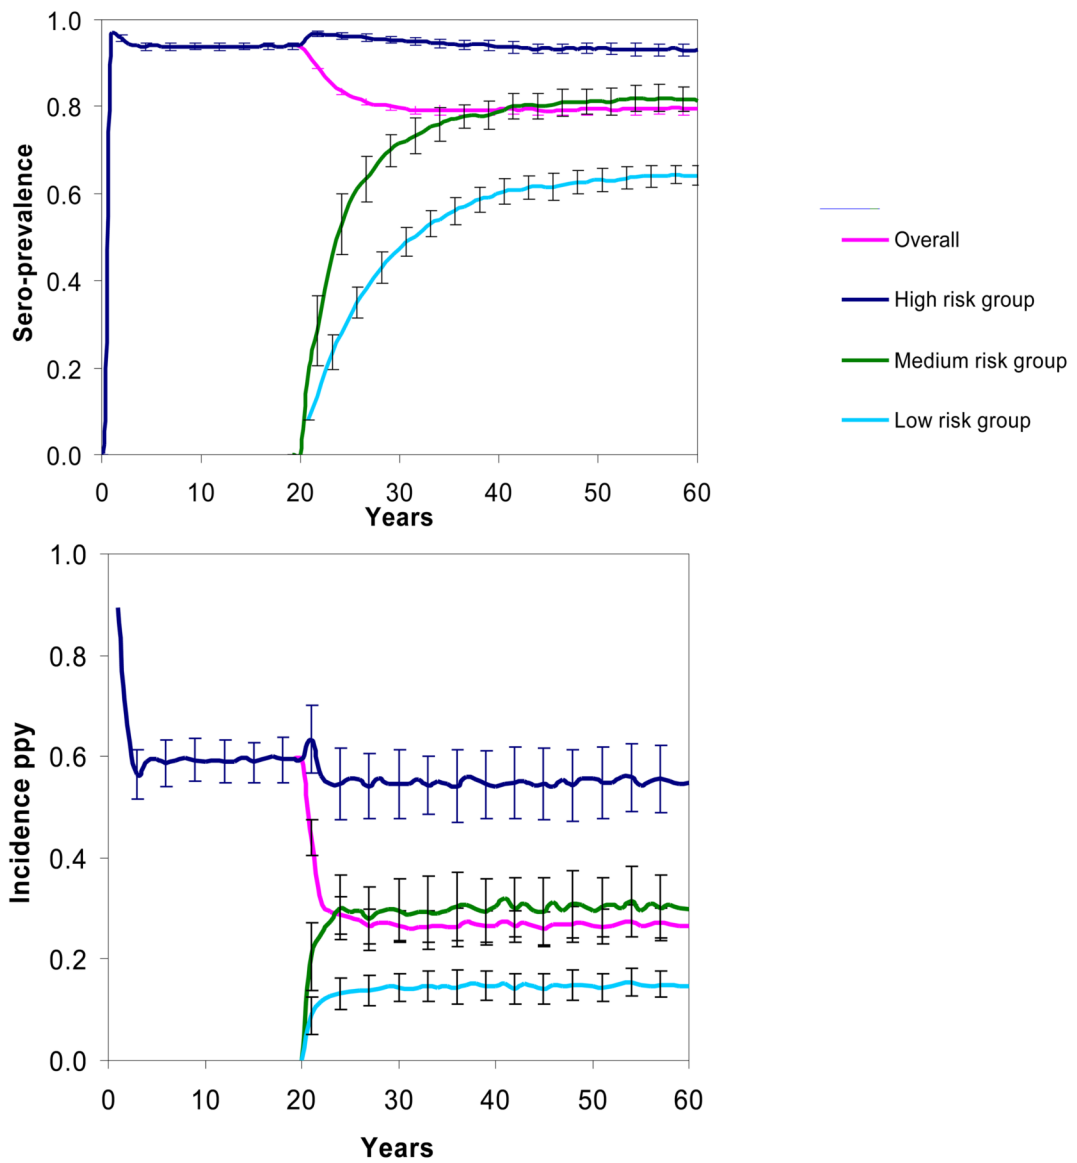 1.0
0.8
0.6
0.4
0.2
0.0
Sero-prevalence
0 10 20 30 40 50 60
Years
Overall
High risk group
Medium risk group
Low risk group
1.0
0.8
0.6
0.4
0.2
0.0
Incidence ppy
0 10 20 30 40 50 60
Years